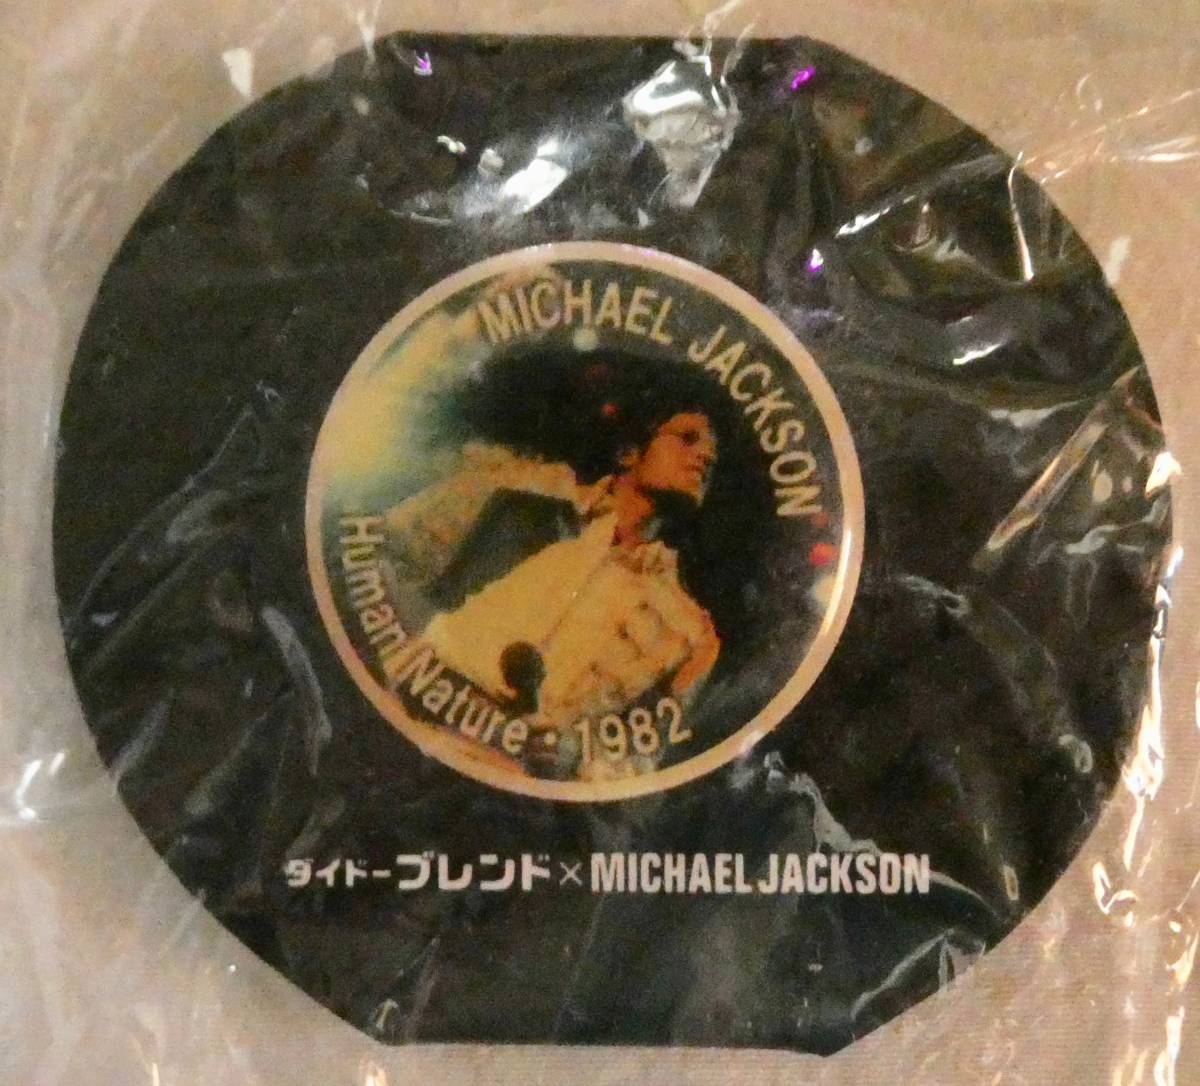 MICHAEL JACKSON
Human Nature・1982
ダイドーブレンド×MICHAEL JACKSON